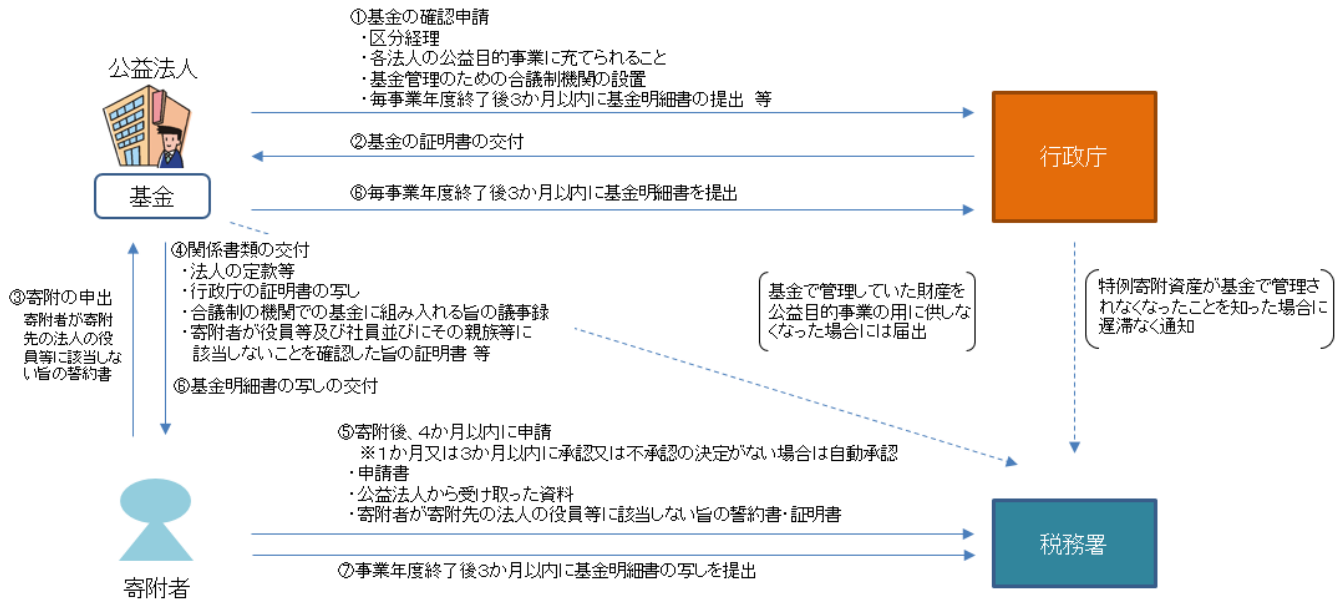 ①基金の確認申請
・区分経理
・各法人の公益目的事業に充てられること
・基金管理のための合議制機関の設置
・毎事業年度終了後3か月以内に基金明細書の提出 等
公益法人
基金
②基金の証明書の交付
⑥毎事業年度終了後3か月以内に基金明細書を提出
行政庁
③寄附の申出
寄附者が寄附
先の法人の役
員等に該当しな
い旨の誓約書
④関係書類の交付
・法人の定款等
・行政庁の証明書の写し
・合議制の機関での基金に組み入れる旨の議事録
・寄附者が役員等及び社員並びにその親族等に
該当しないことを確認した旨の証明書 等
⑥基金明細書の写しの交付
基金で管理していた財産を
公益目的事業の用に供しな
くなった場合には届出
特例寄附資産が基金で管理さ
れなくなったことを知った場合に
遅滞なく通知
⑤寄附後、4か月以内に申請
※1か月又は3か月以内に承認又は不承認の決定がない場合は自動承認
・申請書
・公益法人から受け取った資料
・寄附者が寄附先の法人の役員等に該当しない旨の誓約書・証明書
⑦事業年度終了後3か月以内に基金明細書の写しを提出
寄附者
税務署